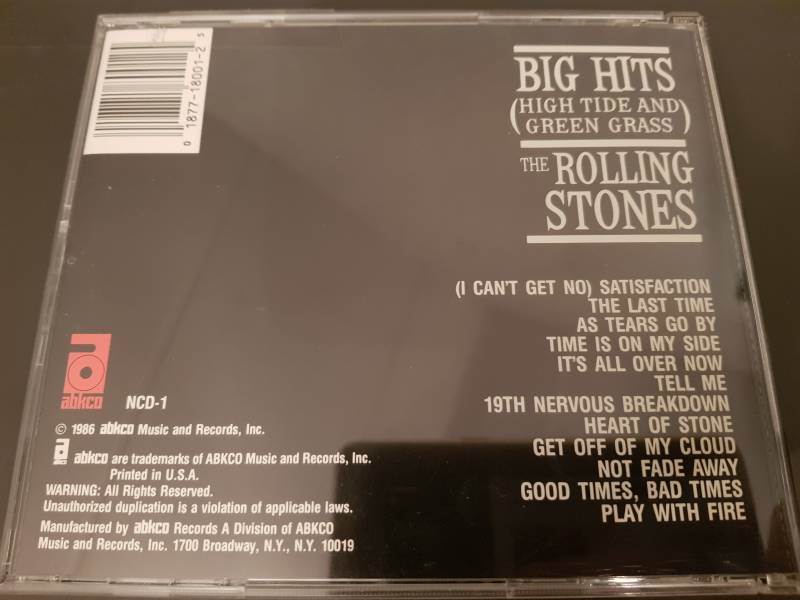 0 18771-18001-2 5
BIG HITS
(HIGH TIDE AND
GREEN GRASS)
THE ROLLING
STONES
(I CAN'T GET NO) SATISFACTION
THE LAST TIME
AS TEARS GO BY
TIME IS ON MY SIDE
IT'S ALL OVER NOW
TELL ME
19TH NERVOUS BREAKDOWN
HEART OF STONE
GET OFF OF MY CLOUD
NOT FADE AWAY
GOOD TIMES, BAD TIMES
PLAY WITH FIRE
abkco NCD-1
© 1986 abkco Music and Records, Inc.
a abkco are trademarks of ABKCO Music and Records, Inc.
Printed in U.S.A.
WARNING: All Rights Reserved.
Unauthorized duplication is a violation of applicable laws.
Manufactured by abkco Records A Division of ABKCO
Music and Records, Inc. 1700 Broadway, N.Y., N.Y. 10019